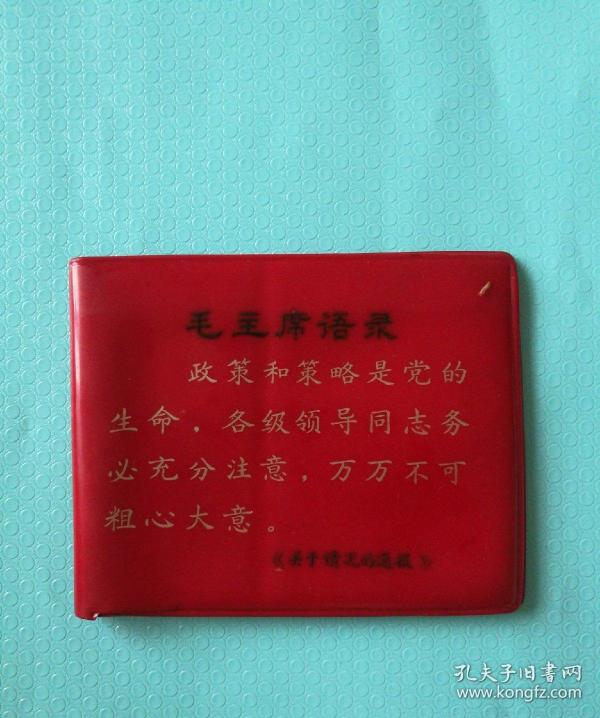 毛主席语录
政策和策略是党的
生命，各级领导同志务
必充分注意，万万不可
粗心大意。
《关于情况的通报》
孔夫子旧書网
www.kongfz.com